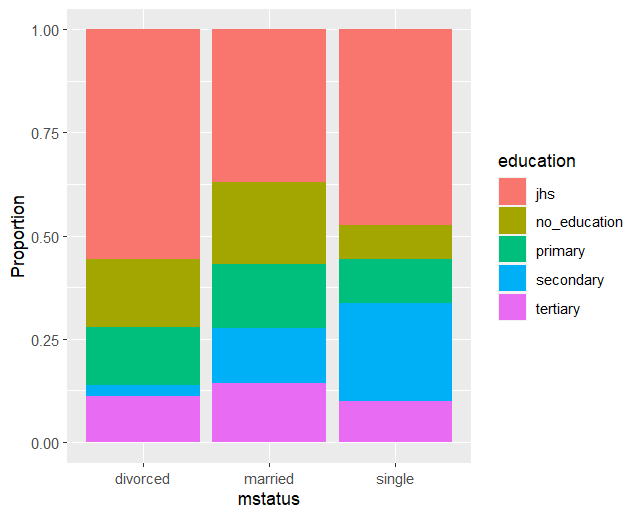 1.00
0.75
0.50
0.25
0.00
Proportion
divorced married single
mstatus
education
jhs
no_education
primary
secondary
tertiary